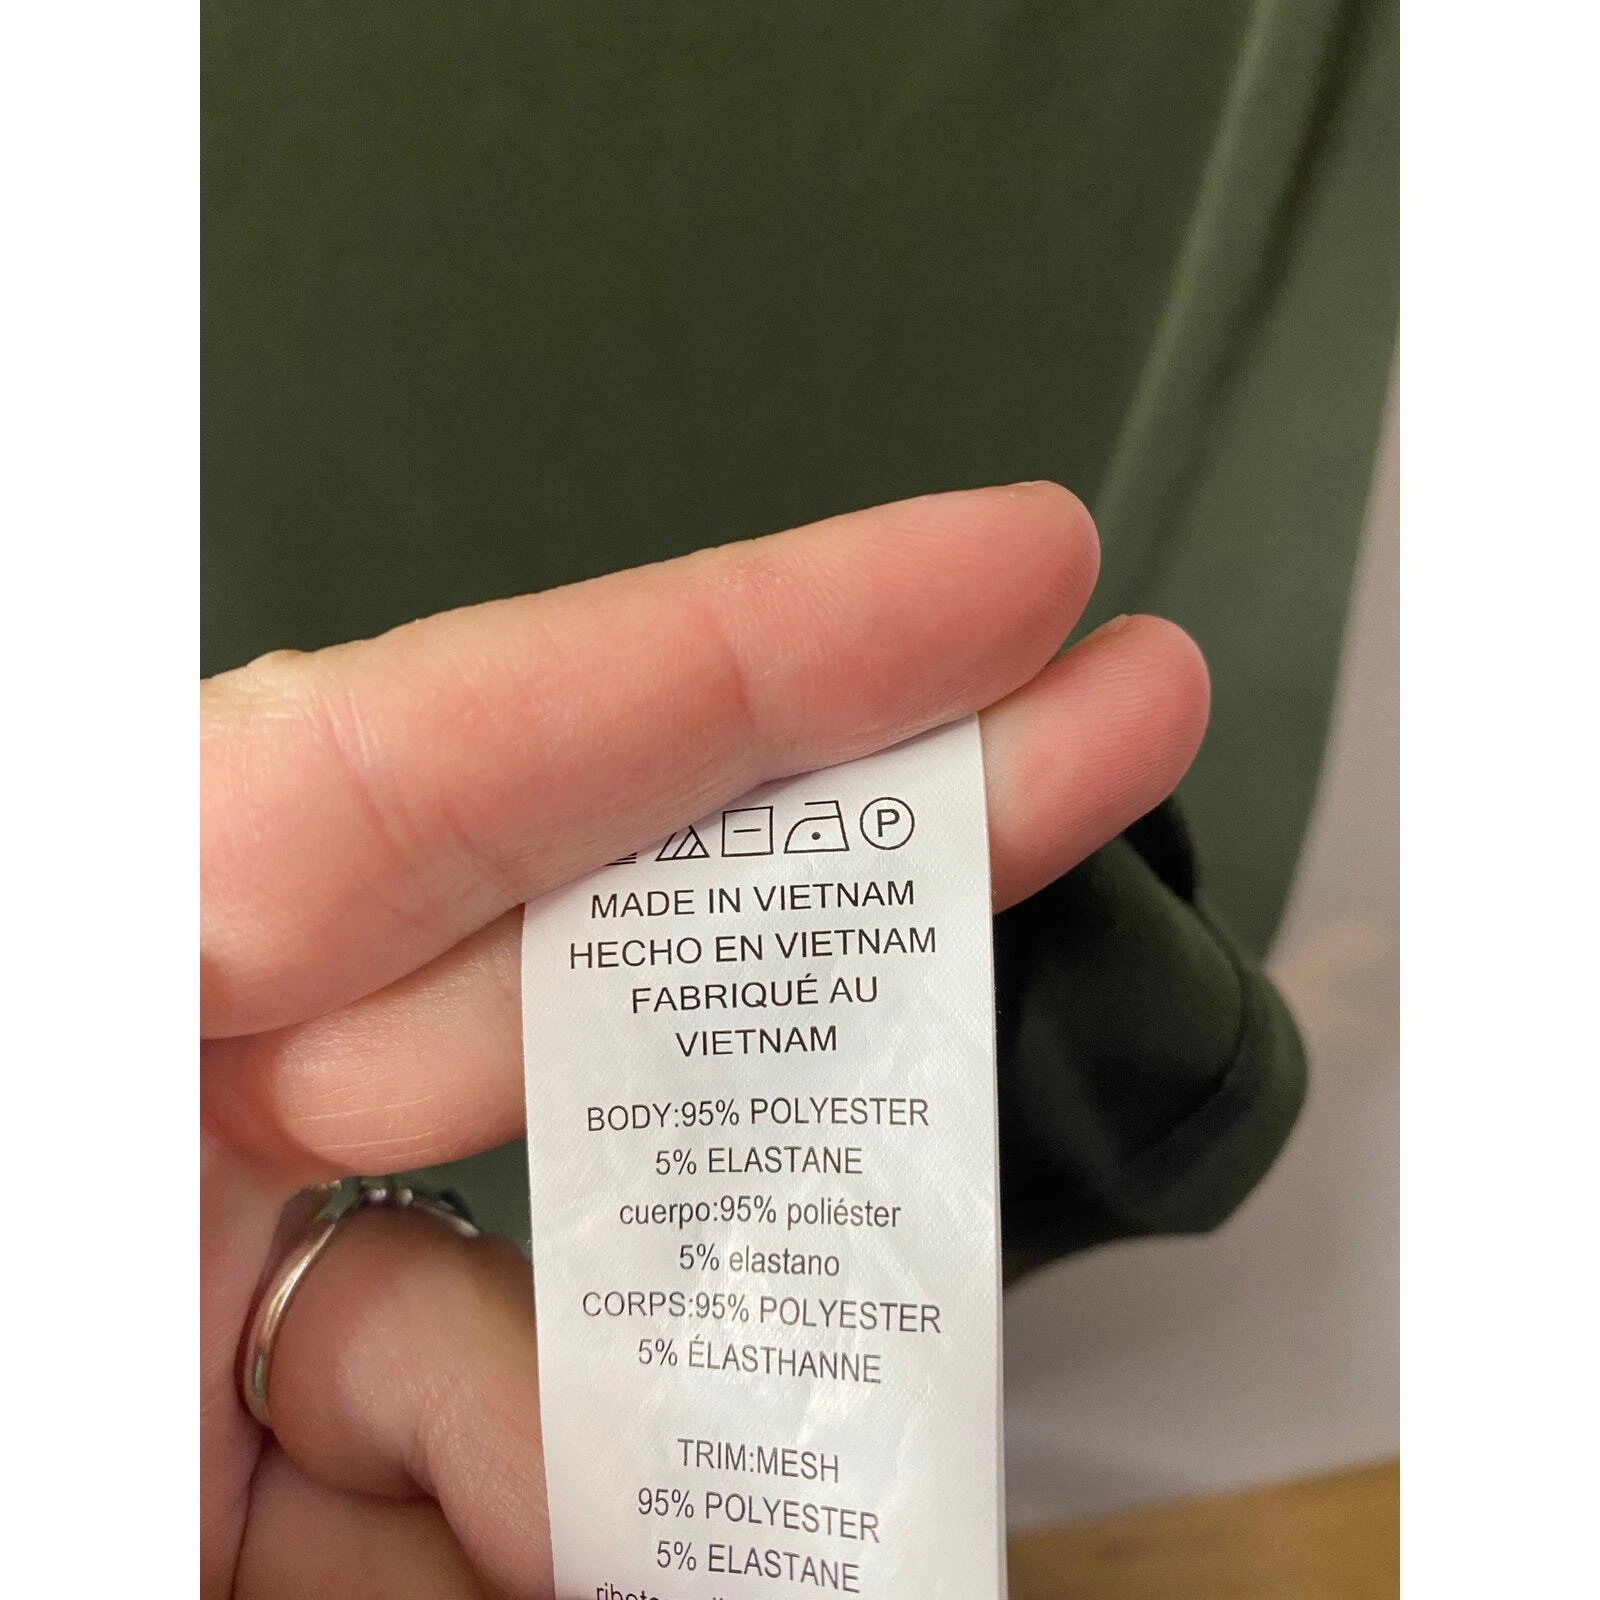 P
MADE IN VIETNAM
HECHO EN VIETNAM
FABRIQUÉ AU
VIETNAM
BODY:95% POLYESTER
5% ELASTANE
cuerpo:95% poliéster
5% elastano
CORPS:95% POLYESTER
5% ÉLASTHANNE
TRIM:MESH
95% POLYESTER
5% ELASTANE